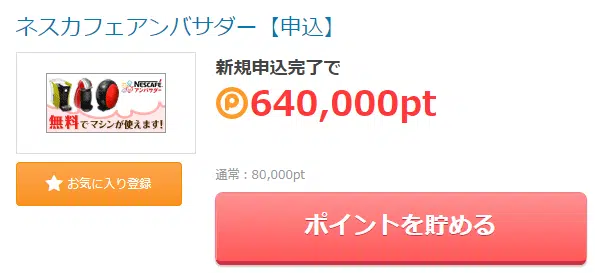 ネスカフェアンバサダー【申込】
NESCAFÉ.
アンバサダー
無料でマシンが使えます!
お気に入り登録
新規申込完了で
P640,000pt
通常：80,000pt
ポイントを貯める